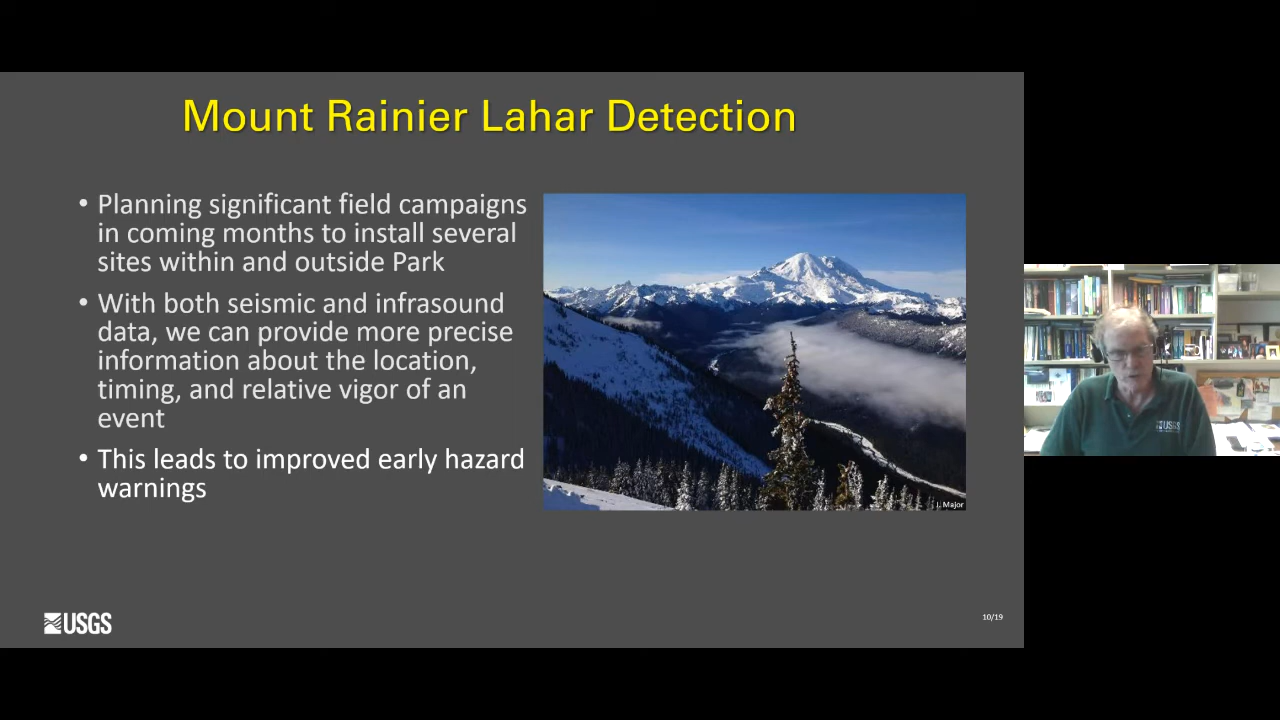 Mount Rainier Lahar Detection
• Planning significant field campaigns
in coming months to install several
sites within and outside Park
• With both seismic and infrasound
data, we can provide more precise
information about the location,
timing, and relative vigor of an
event
• This leads to improved early hazard
warnings
J. Major
USGS
10/19
USGS